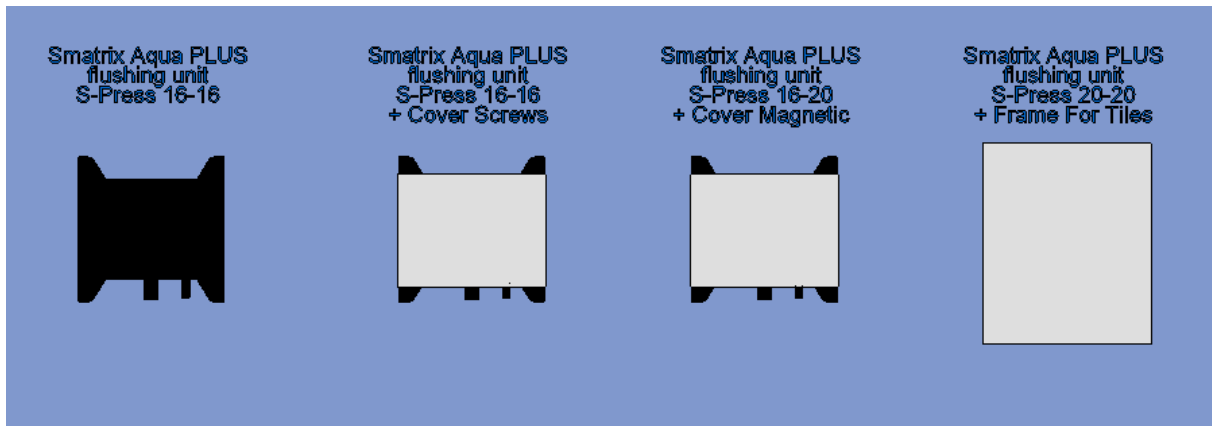 Smatrix Aqua PLUS
flushing unit
S-Press 16-16
Smatrix Aqua PLUS
flushing unit
S-Press 16-16
+ Cover Screws
Smatrix Aqua PLUS
flushing unit
S-Press 16-20
+ Cover Magnetic
Smatrix Aqua PLUS
flushing unit
S-Press 20-20
+ Frame For Tiles